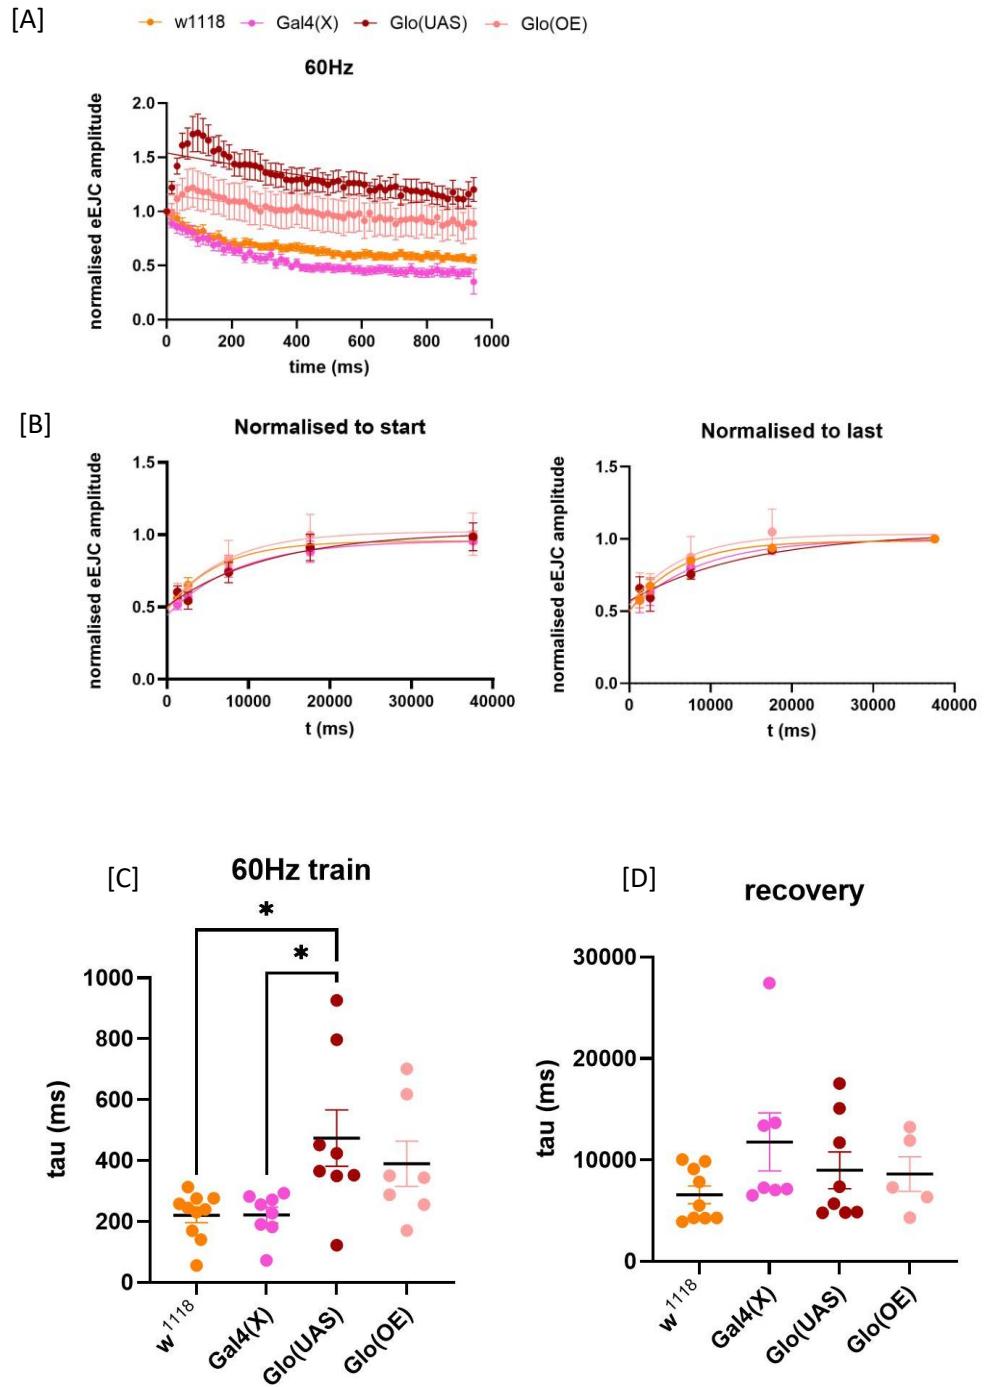 [A]
w1118 Gal4(X) Glo(UAS) Glo(OE)
60Hz
normalised eEJC amplitude
2.0
1.5
1.0
0.5
0.0
0 200 400 600 800 1000
time (ms)
[B]
Normalised to start
normalised eEJC amplitude
1.5
1.0
0.5
0.0
0 10000 20000 30000 40000
t (ms)
Normalised to last
normalised eEJC amplitude
1.5
1.0
0.5
0.0
0 10000 20000 30000 40000
t (ms)
[C]
60Hz train
*
*
tau (ms)
1000
800
600
400
200
0
w 1118
Gal4(X)
Glo(UAS)
Glo(OE)
[D]
recovery
tau (ms)
30000
20000
10000
0
w 1118
Gal4(X)
Glo(UAS)
Glo(OE)